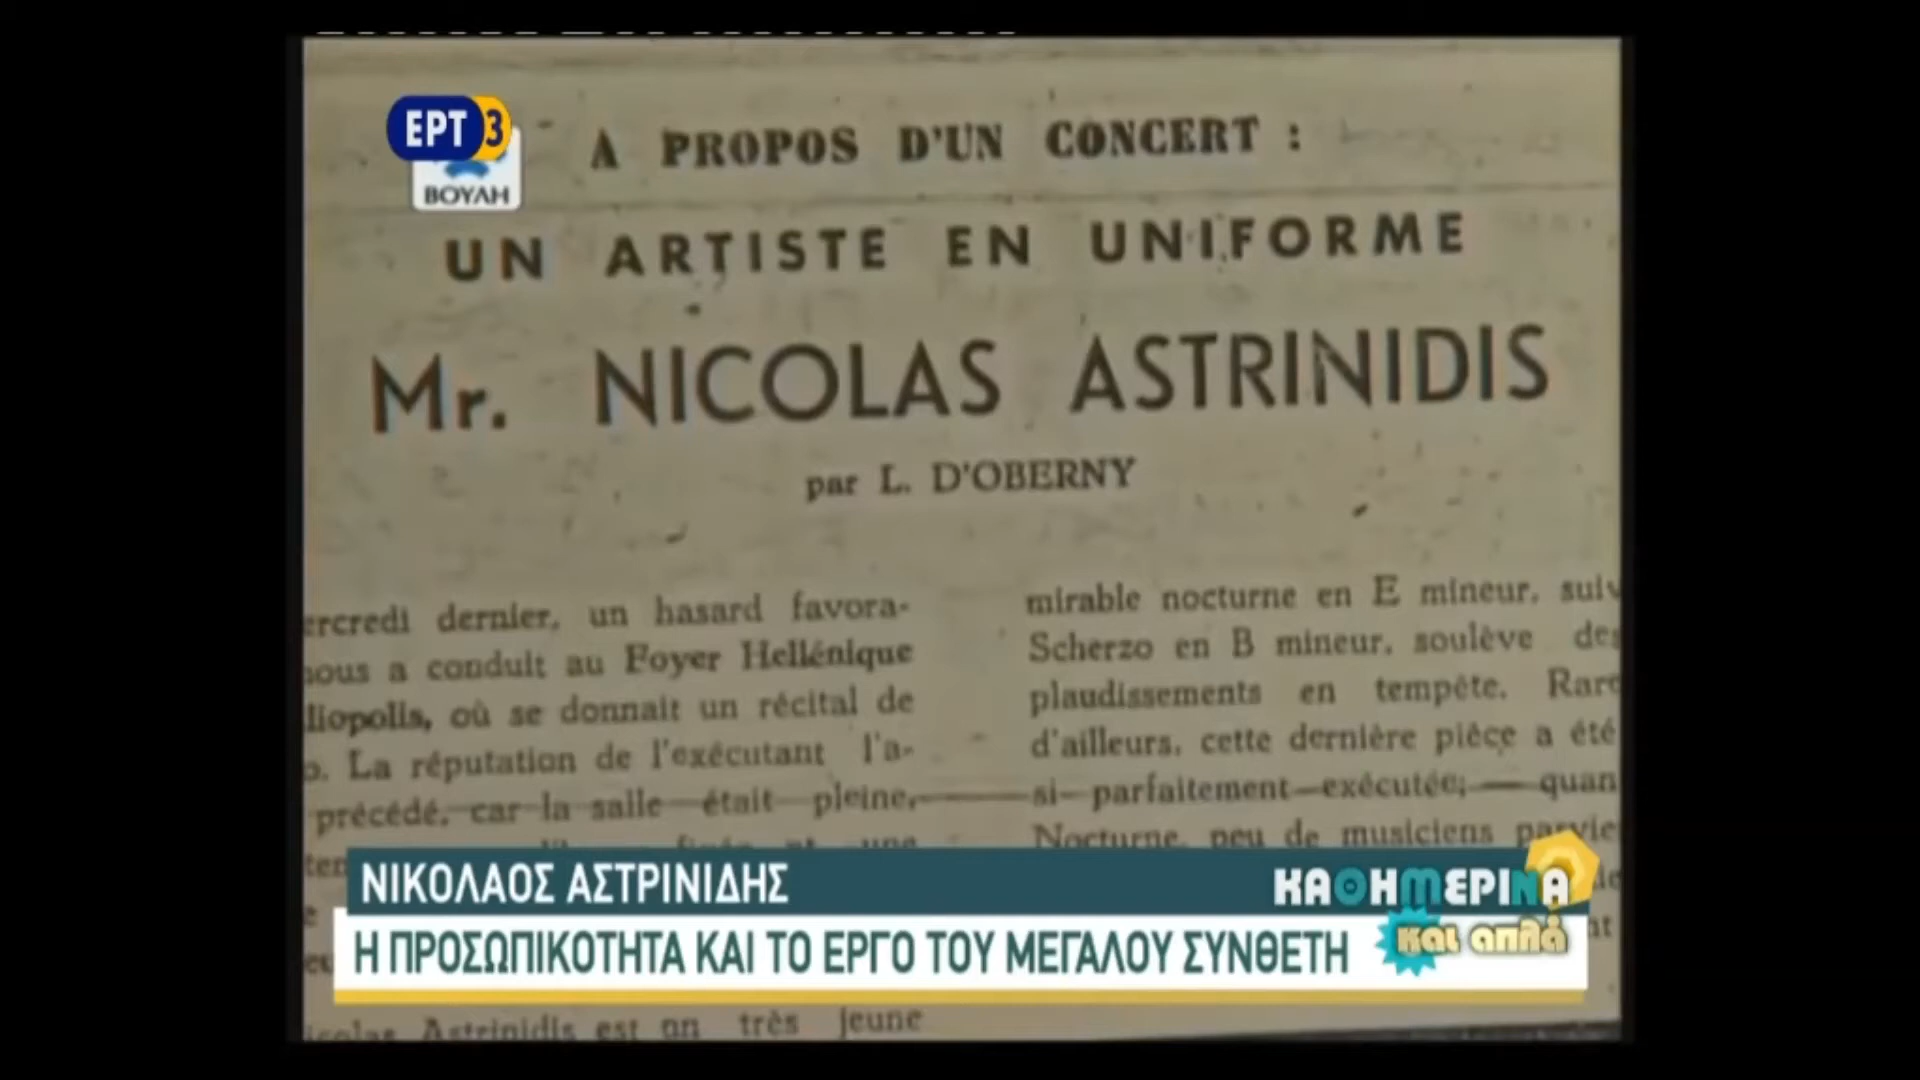 ΕΡΤ3
ΒΟΥΛΗ
A PROPOS D'UN CONCERT :
UN ARTISTE EN UNIFORME
Mr. NICOLAS ASTRINIDIS
par L. D'OBERNY
ercredi dernier, un hasard favora-
nous a conduit au Foyer Hellénique
liopolis, où se donnait un récital de
o. La réputation de l'exécutant l'a-
précédé, car la salle était pleine,
icolas Astrinidis est un très jeune
mirable nocturne en E mineur, suiv
Scherzo en B mineur, soulève des
plaudissements en tempête. Rare
d'ailleurs, cette dernière pièce a été
si parfaitement exécutée; — quan
Nocturne, peu de musiciens parvie
ΝΙΚΟΛΑΟΣ ΑΣΤΡΙΝΙΔΗΣ
Η ΠΡΟΣΩΠΙΚΟΤΗΤΑ ΚΑΙ ΤΟ ΕΡΓΟ ΤΟΥ ΜΕΓΑΛΟΥ ΣΥΝΘΕΤΗ
ΚΑΘΗΜΕΡΙΝΑ
και απλά